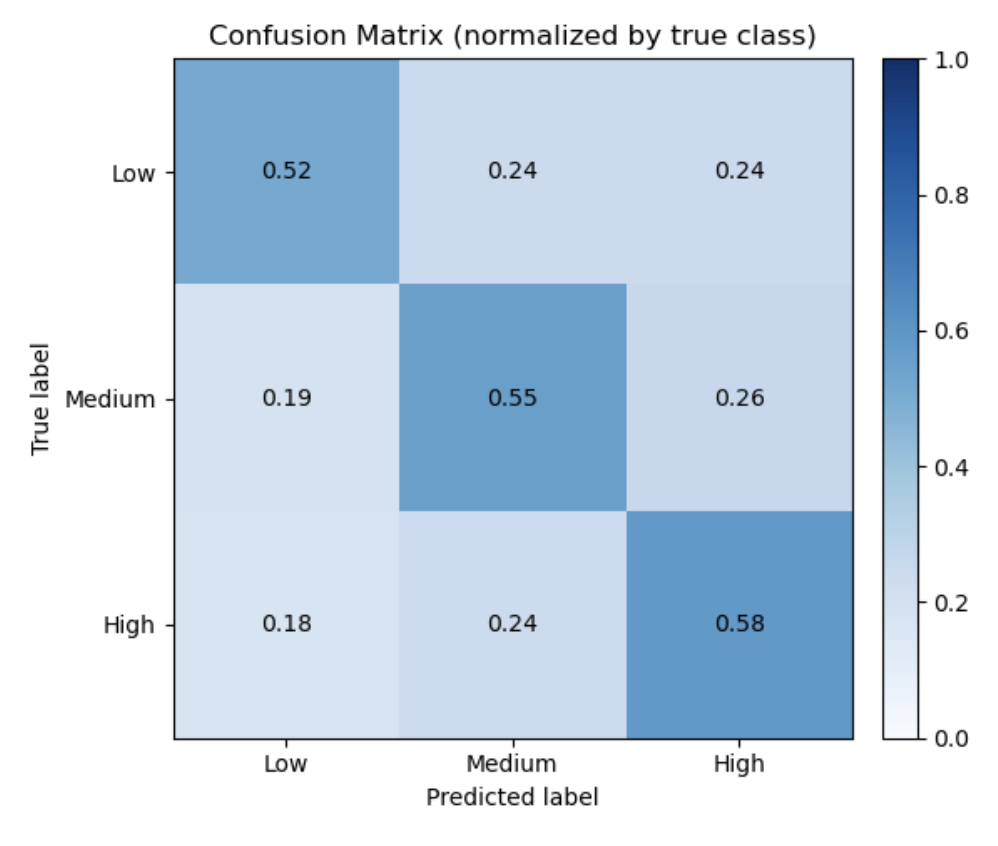 Confusion Matrix (normalized by true class)
1.0
Low 0.52 0.24 0.24
0.8
True label
0.6
Medium 0.19 0.55 0.26
0.4
High 0.18 0.24 0.58
0.2
0.0
Low Medium High
Predicted label